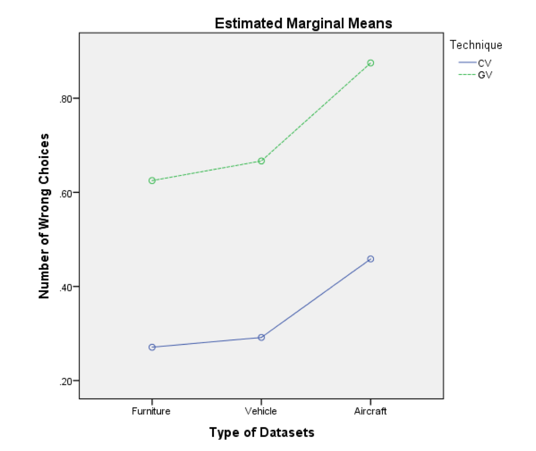 Estimated Marginal Means
Technique
CV
GV
Number of Wrong Choices
.80
.60
.40
.20
Furniture
Vehicle
Aircraft
Type of Datasets